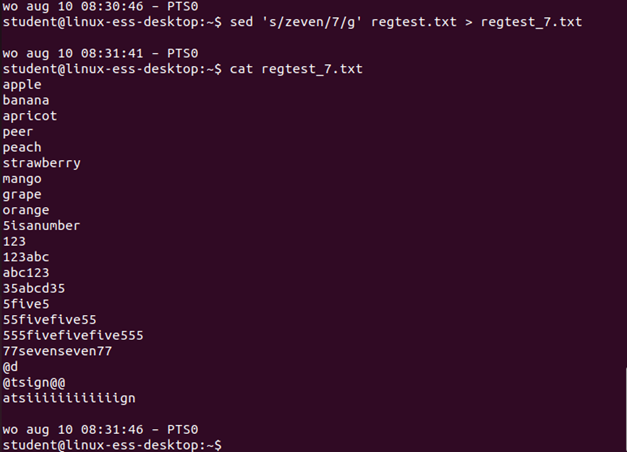 wo aug 10 08:30:46 – PTS0
student@linux-ess-desktop:~$ sed 's/zeven/7/g' regtest.txt > regtest_7.txt
wo aug 10 08:31:41 – PTS0
student@linux-ess-desktop:~$ cat regtest_7.txt
apple
banana
apricot
peer
peach
strawberry
mango
grape
orange
5isanumber
123
123abc
abc123
35abcd35
5five5
55fivefive55
555fivefivefive555
77sevenseven77
@d
@tsign@@
atsiiiiiiiiiiiign
wo aug 10 08:31:46 – PTS0
student@linux-ess-desktop:~$